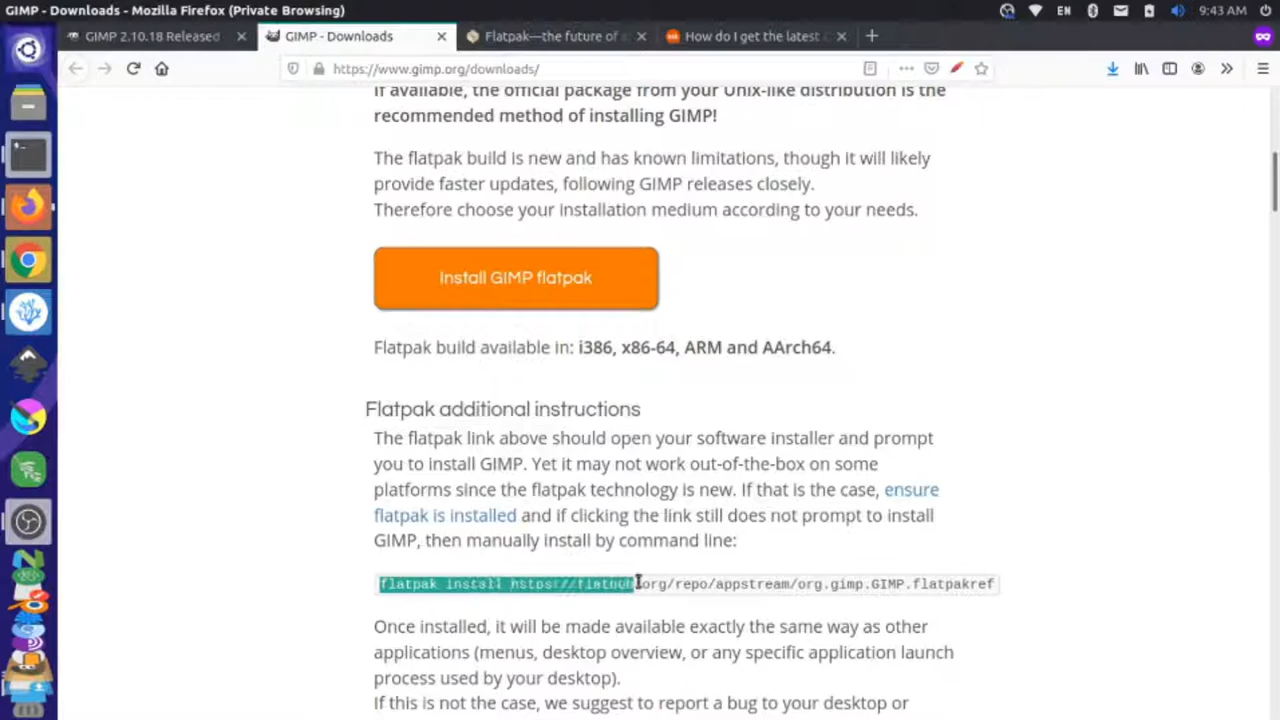 GIMP - Downloads - Mozilla Firefox (Private Browsing)
EN
9:43 AM
GIMP 2.10.18 Released
GIMP - Downloads
Flatpak—the future of
How do I get the latest
https://www.gimp.org/downloads/
If available, the official package from your Unix-like distribution is the
recommended method of installing GIMP!
The flatpak build is new and has known limitations, though it will likely
provide faster updates, following GIMP releases closely.
Therefore choose your installation medium according to your needs.
Install GIMP flatpak
Flatpak build available in: i386, x86-64, ARM and AArch64.
Flatpak additional instructions
The flatpak link above should open your software installer and prompt
you to install GIMP. Yet it may not work out-of-the-box on some
platforms since the flatpak technology is new. If that is the case, ensure
flatpak is installed and if clicking the link still does not prompt to install
GIMP, then manually install by command line:
flatpak install https://flathub.org/repo/appstream/org.gimp.GIMP.flatpakref
Once installed, it will be made available exactly the same way as other
applications (menus, desktop overview, or any specific application launch
process used by your desktop).
If this is not the case, we suggest to report a bug to your desktop or